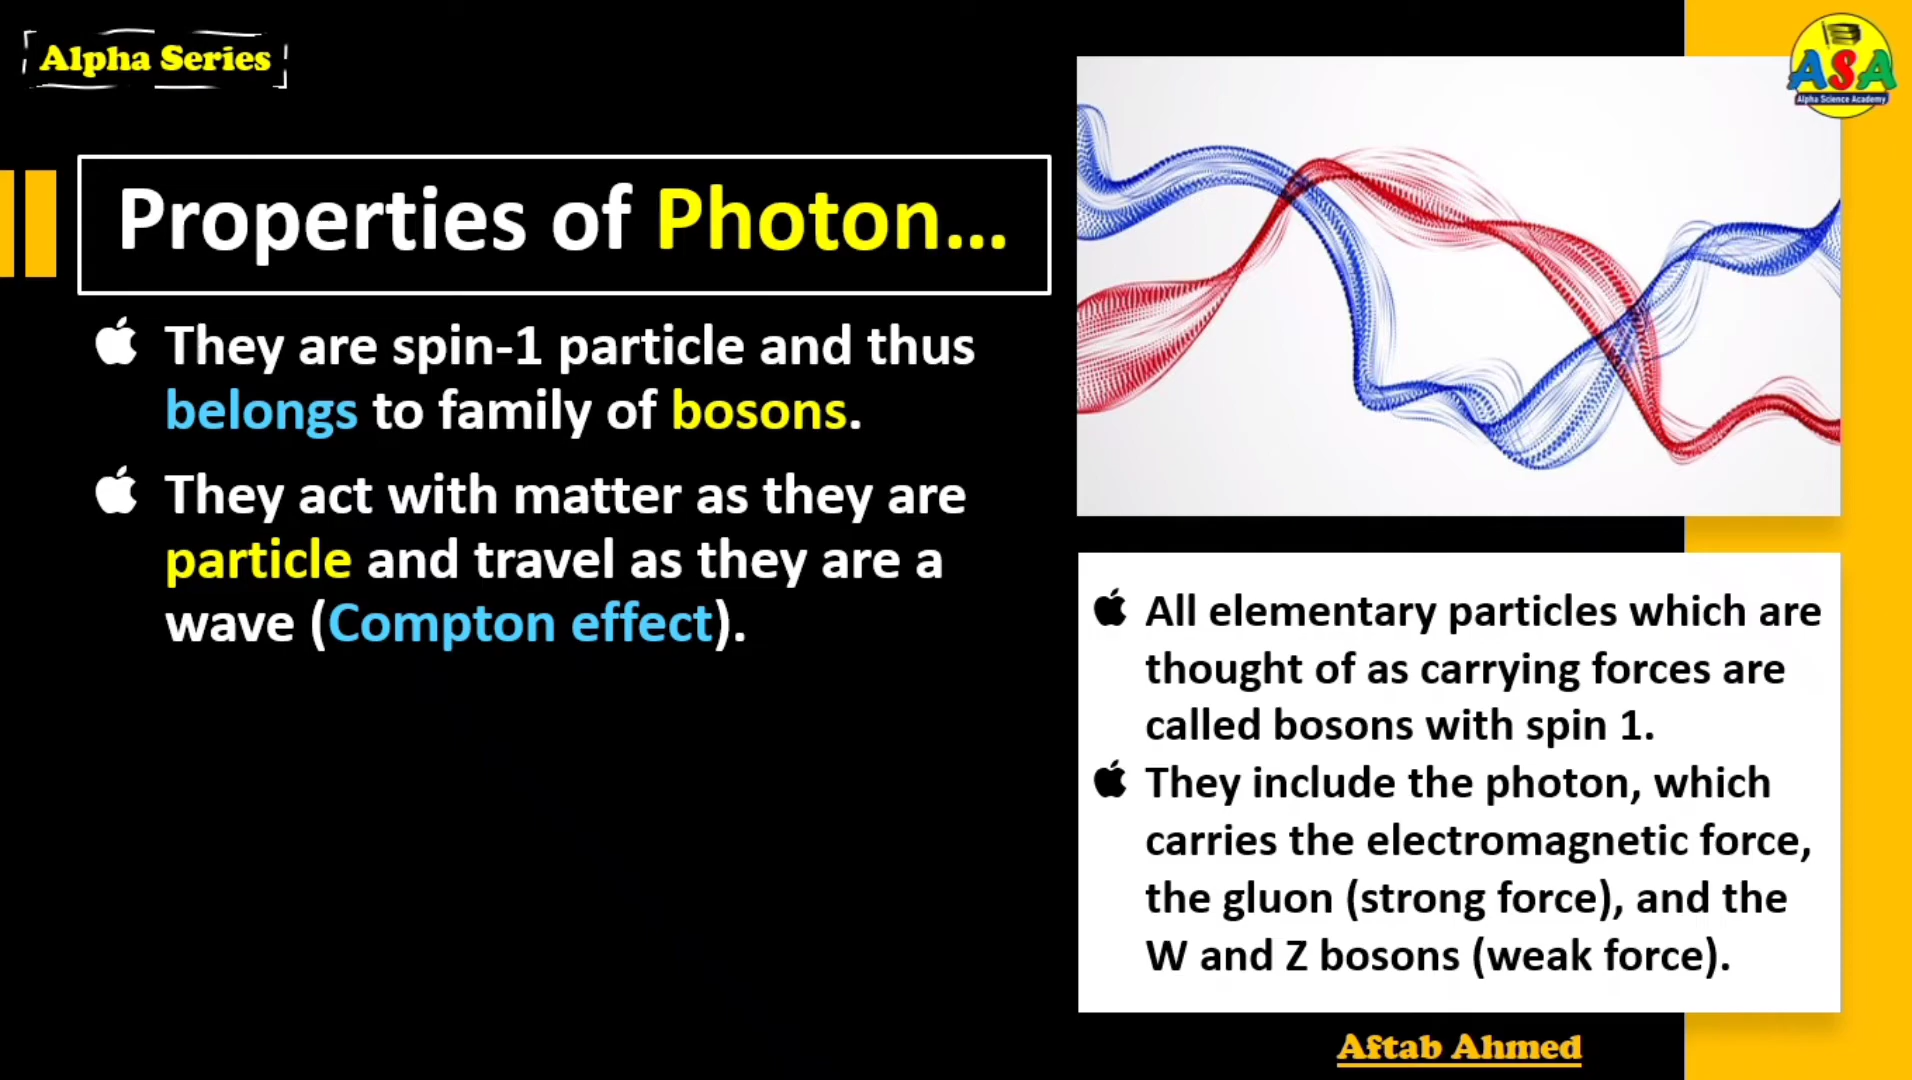 Alpha Series
ASA
Alpha Science Academy
Properties of Photon...
They are spin-1 particle and thus
belongs to family of bosons.
They act with matter as they are
particle and travel as they are a
wave (Compton effect).
All elementary particles which are
thought of as carrying forces are
called bosons with spin 1.
They include the photon, which
carries the electromagnetic force,
the gluon (strong force), and the
W and Z bosons (weak force).
Aftab Ahmed